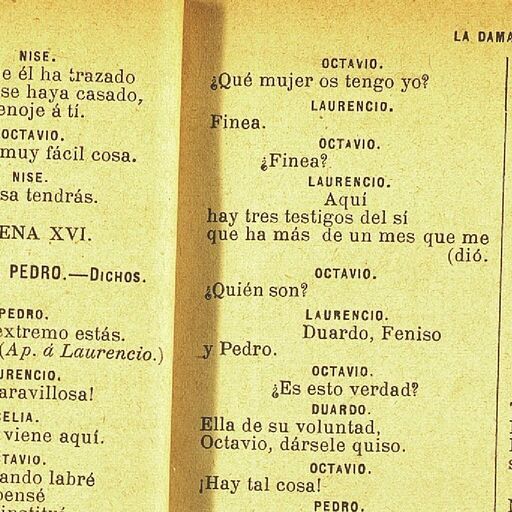 NISE.
e él ha trazado
se haya casado,
enoje á tí.
OCTAVIO.
muy fácil cosa.
NISE.
sa tendrás.
ENA XVI.
PEDRO.—DICHOS.
PEDRO.
extremo estás.
(Ap. á Laurencio.)
URENCIO.
aravillosa!
CELIA.
viene aquí.
CTAVIO.
ando labré
pensé
LA DAMA
OCTAVIO.
¿Qué mujer os tengo yo?
LAURENCIO.
Finea.
OCTAVIO.
¿Finea?
LAURENCIO.
Aquí
hay tres testigos del sí
que ha más de un mes que me
(dió.
OCTAVIO.
¿Quién son?
LAURENCIO.
Duardo, Feniso
y Pedro.
OCTAVIO.
¿Es esto verdad?
DUARDO.
Ella de su voluntad,
Octavio, dársele quiso.
OCTAVIO.
¡Hay tal cosa!
PEDRO.